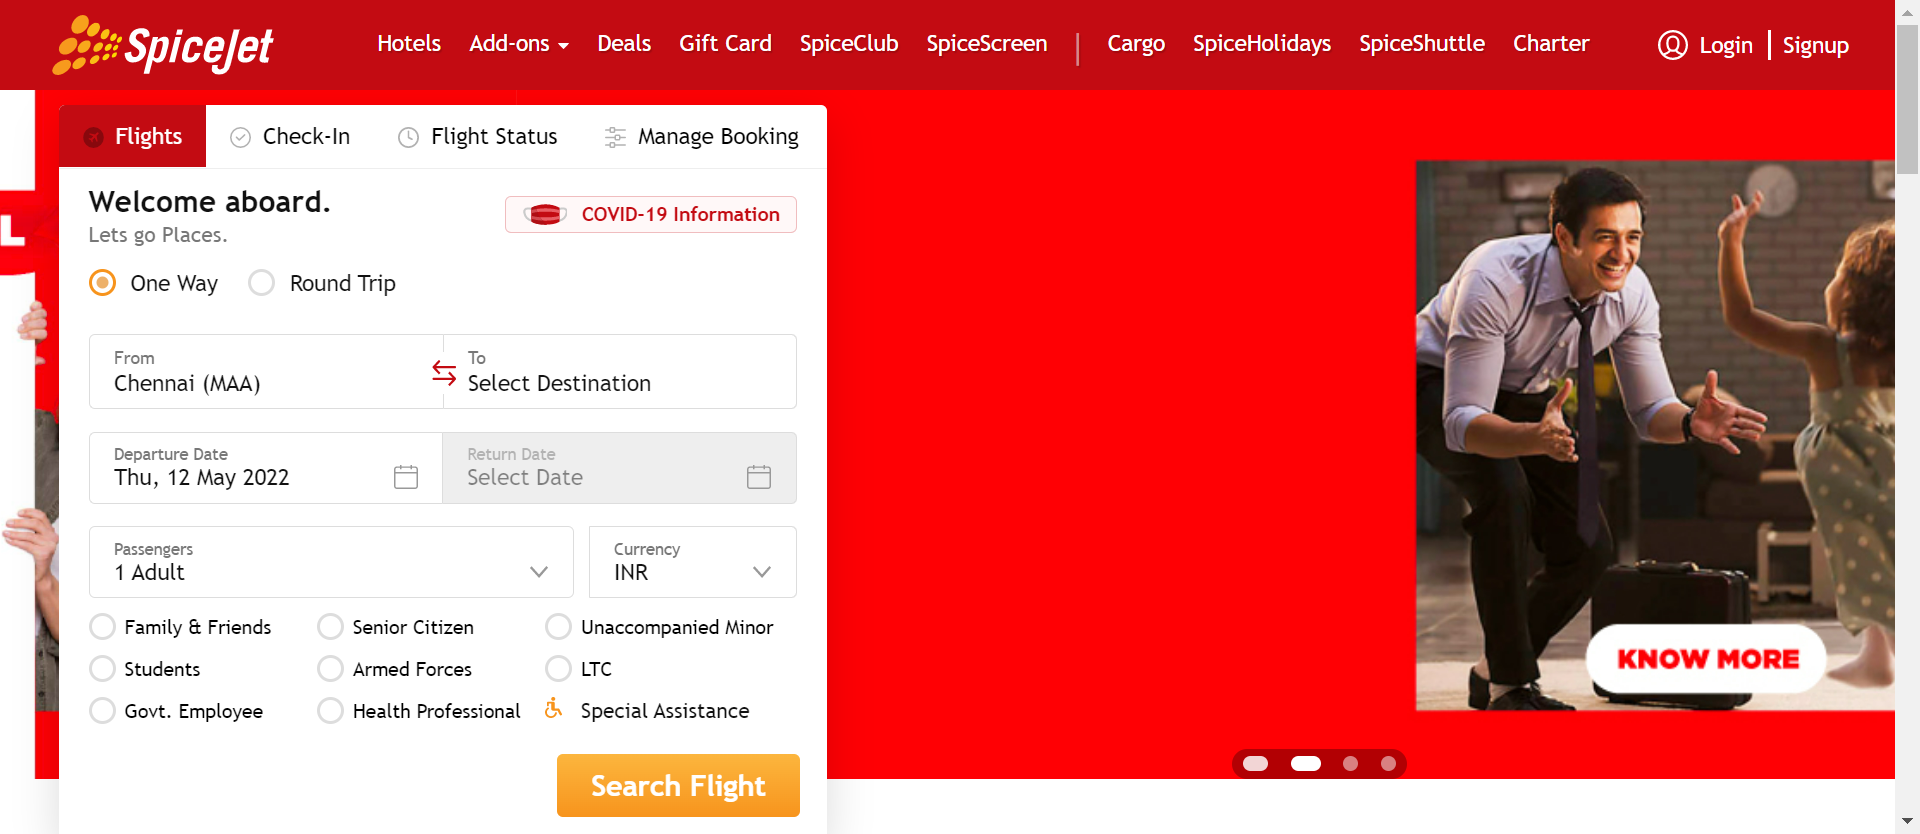 SpiceJet
Hotels Add-ons Deals Gift Card SpiceClub SpiceScreen | Cargo SpiceHolidays SpiceShuttle Charter Login | Signup
Flights Check-In Flight Status Manage Booking
Welcome aboard.
COVID-19 Information
Lets go Places.
L
One Way Round Trip
From To
Chennai (MAA) Select Destination
Departure Date Return Date
Thu, 12 May 2022 Select Date
Passengers Currency
1 Adult INR
Family & Friends Senior Citizen Unaccompanied Minor
Students Armed Forces LTC
Govt. Employee Health Professional Special Assistance
KNOW MORE
Search Flight